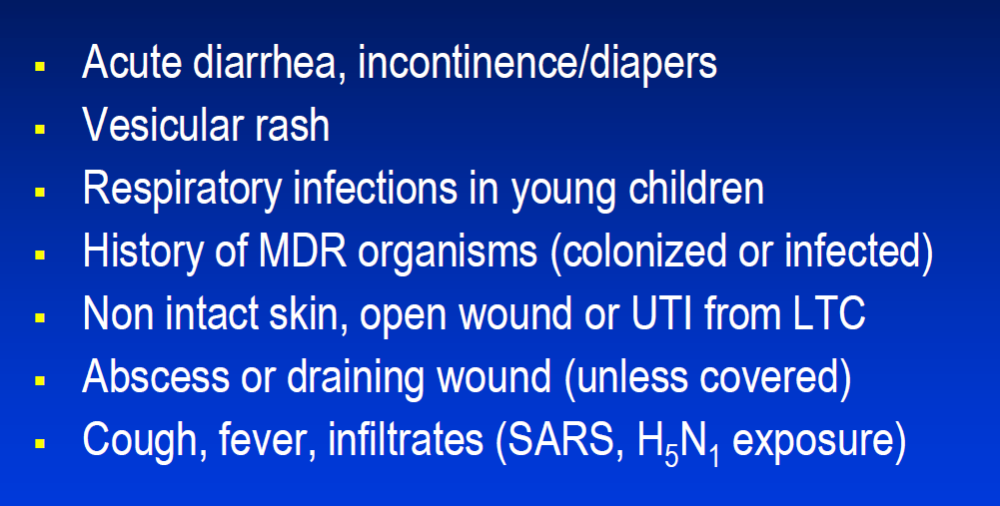 ▪ Acute diarrhea, incontinence/diapers
▪ Vesicular rash
▪ Respiratory infections in young children
▪ History of MDR organisms (colonized or infected)
▪ Non intact skin, open wound or UTI from LTC
▪ Abscess or draining wound (unless covered)
▪ Cough, fever, infiltrates (SARS, H₅N₁ exposure)